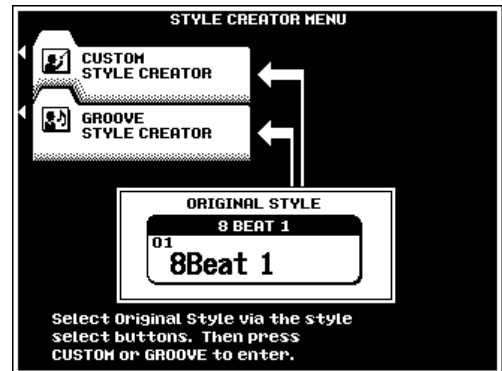 STYLE CREATOR MENU
CUSTOM
STYLE CREATOR
GROOVE
STYLE CREATOR
ORIGINAL STYLE
8 BEAT 1
01
8Beat 1
Select Original Style via the style
select buttons. Then press
CUSTOM or GROOVE to enter.